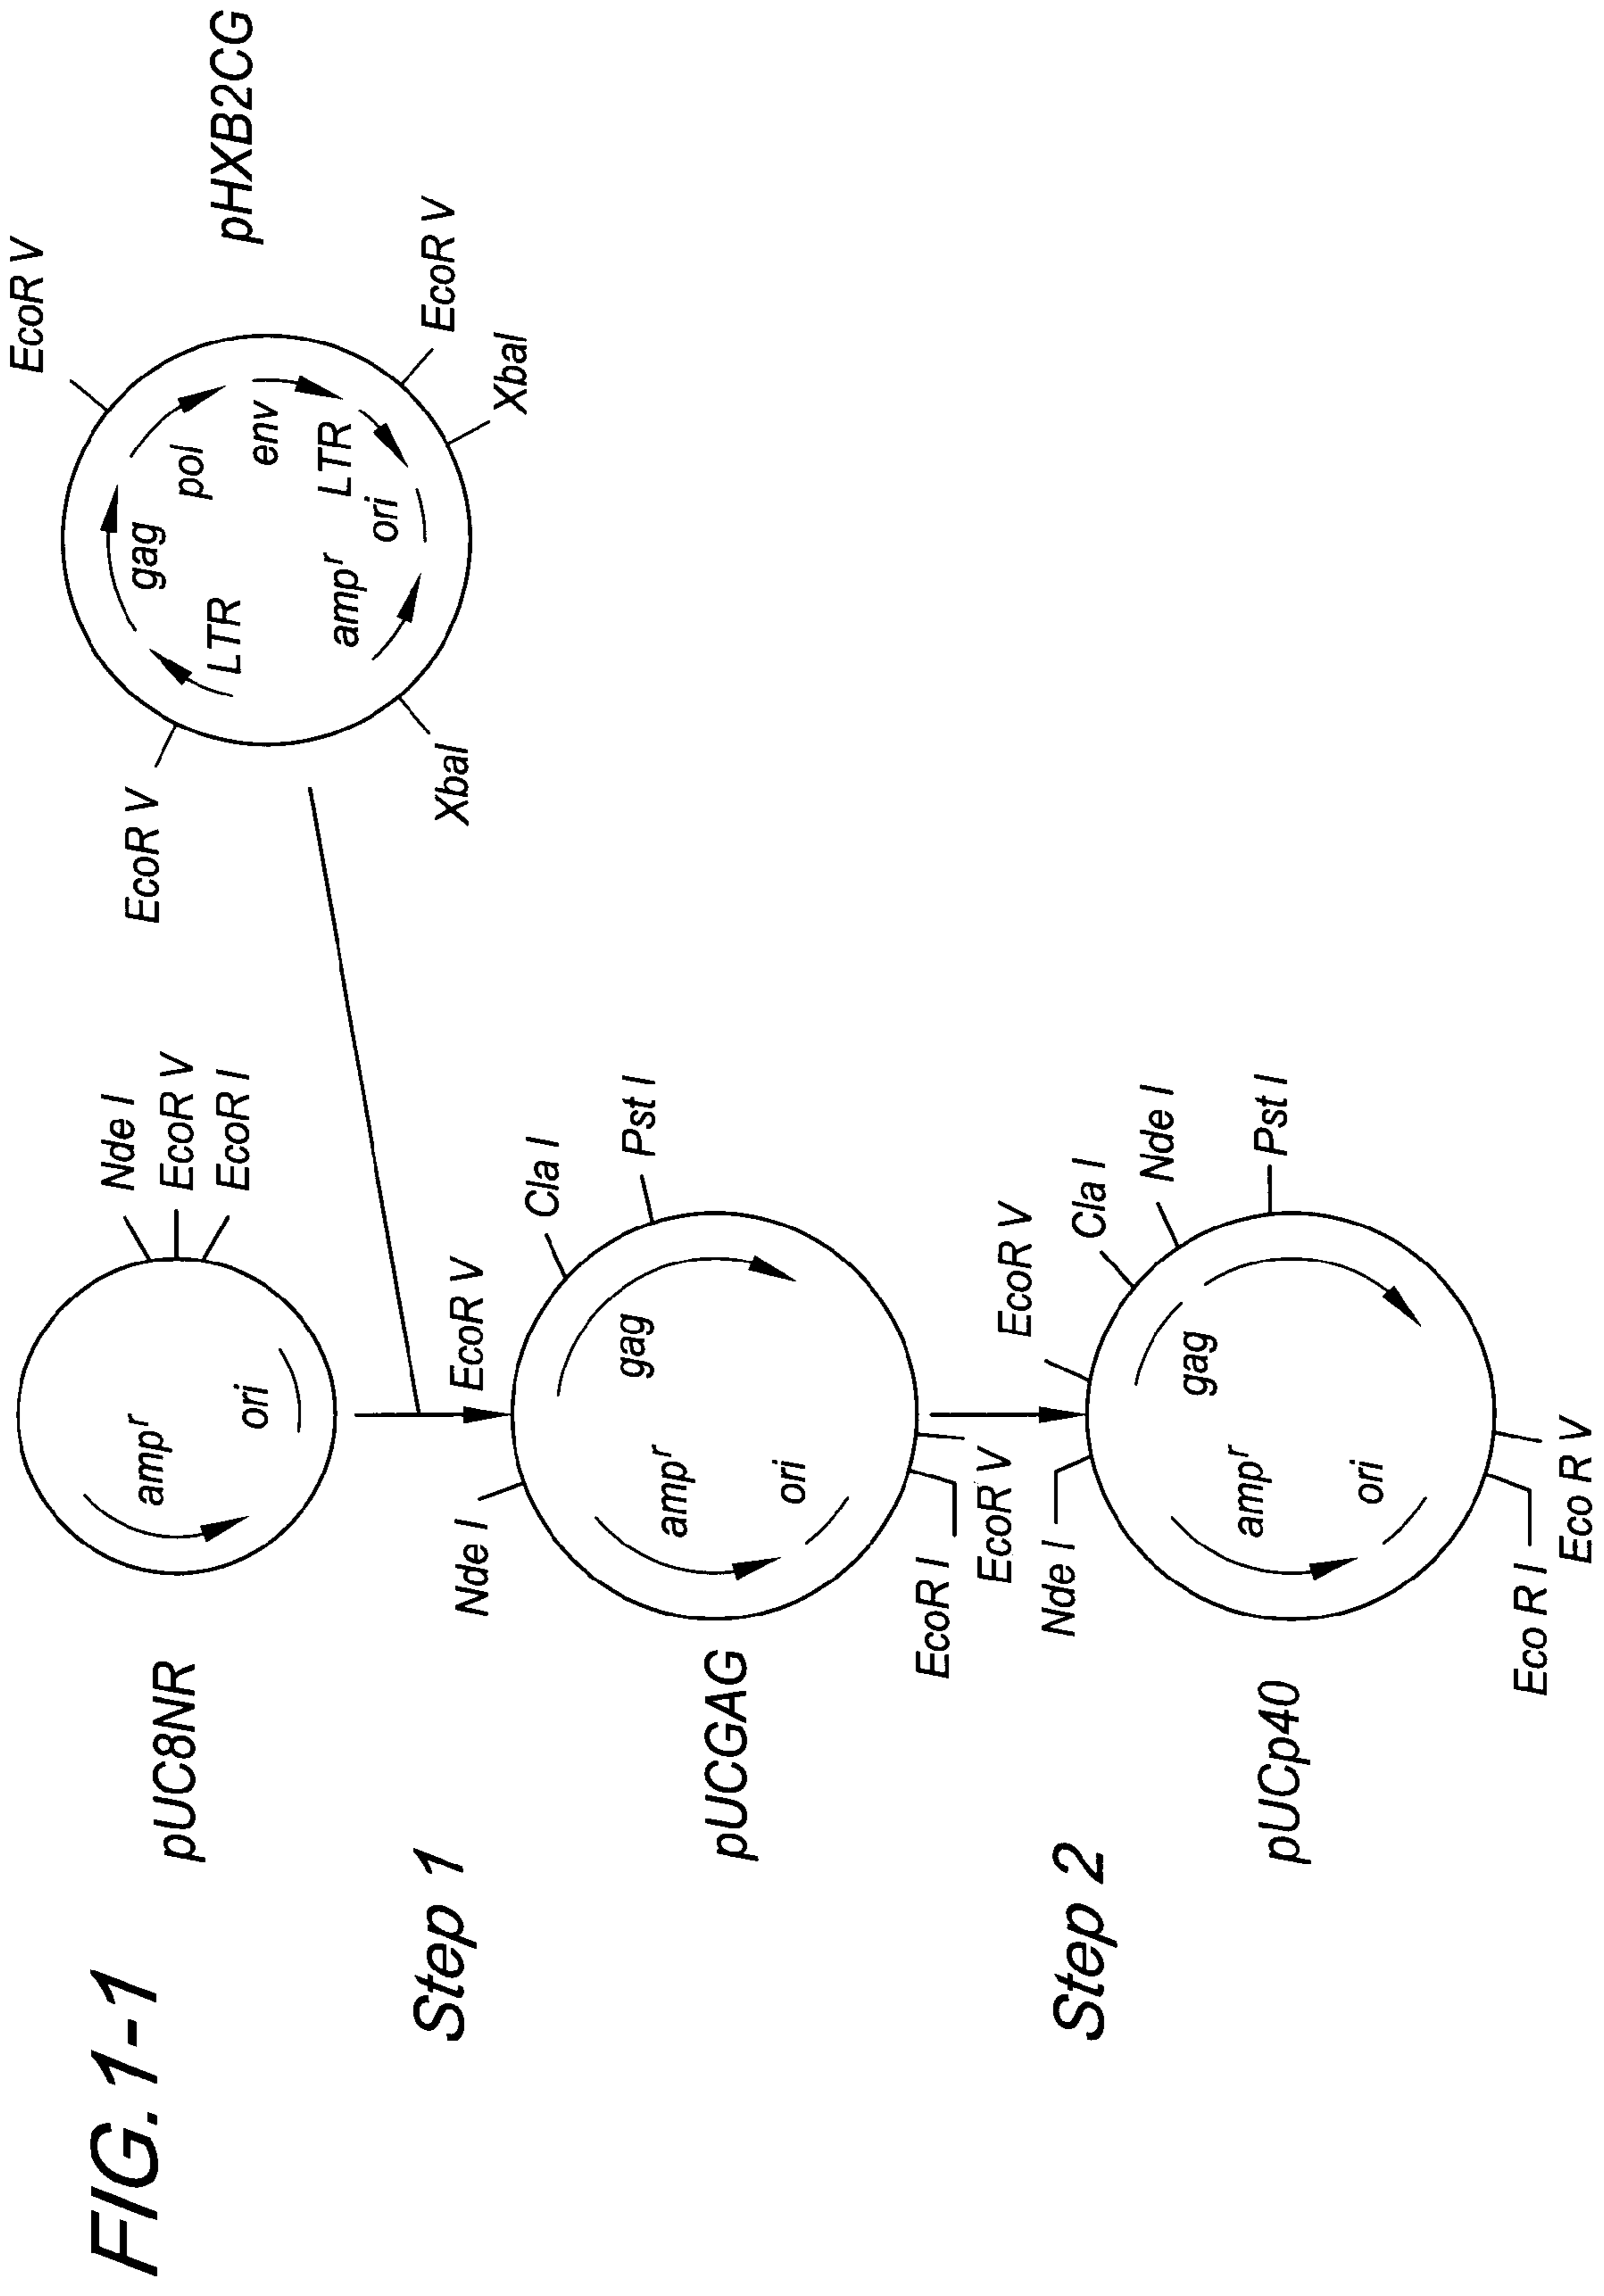 FIG.1-1
pUC8NR
amp^r
ori
Nde I
EcoR V
EcoR I
pHXB2CG
EcoR V
EcoR V
EcoR V
XbaI
XbaI
LTR
gag
pol
env
LTR
ori
amp^r
Step 1
pUCGAG
Nde I
EcoR V
Cla I
Pst I
gag
amp^r
ori
EcoR I
EcoR V
Step 2
pUCp40
Nde I
EcoR V
Cla I
Nde I
Pst I
gag
amp^r
ori
Eco R I
Eco R V